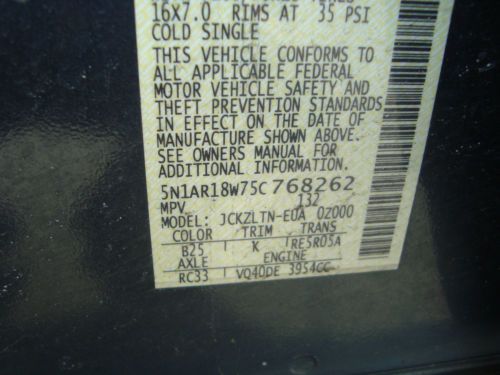 16X7.0 RIMS AT 35 PSI
COLD SINGLE
THIS VEHICLE CONFORMS TO
ALL APPLICABLE FEDERAL
MOTOR VEHICLE SAFETY AND
THEFT PREVENTION STANDARDS
IN EFFECT ON THE DATE OF
MANUFACTURE SHOWN ABOVE.
SEE OWNERS MANUAL FOR
ADDITIONAL INFORMATION.
5N1AR18W75C768262
MPV 132
MODEL JCKZLTN-EUA 0Z000
COLOR TRIM TRANS
B25 K RE5R05A
AXLE ENGINE
RC33 VQ40DE 3954CC